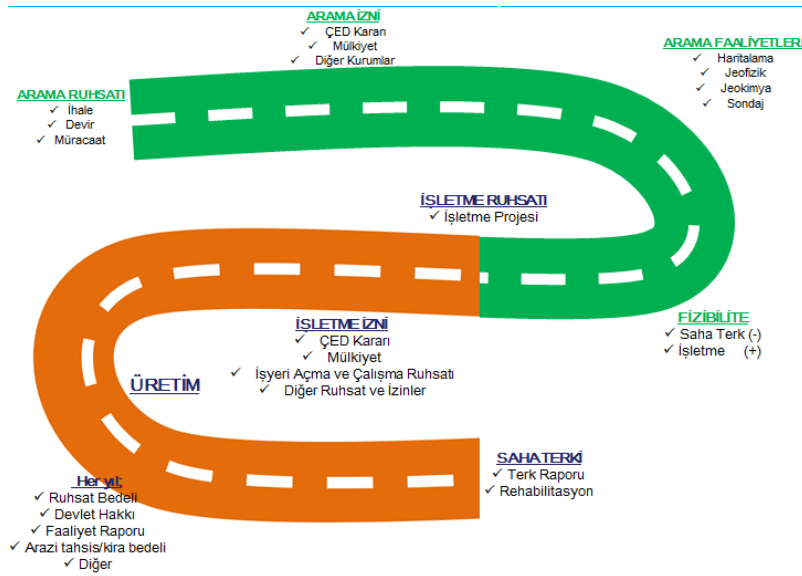 ARAMA RUHSATI
✓ İhale
✓ Devir
✓ Müracaat
ARAMA İZNİ
✓ ÇED Kararı
✓ Mülkiyet
✓ Diğer Kurumlar
ARAMA FAALİYETLERİ
✓ Haritalama
✓ Jeofizik
✓ Jeokimya
✓ Sondaj
FİZİBİLİTE
✓ Saha Terk (-)
✓ İşletme (+)
İŞLETME RUHSATI
✓ İşletme Projesi
İŞLETME İZNİ
✓ ÇED Kararı
✓ Mülkiyet
✓ İşyeri Açma ve Çalışma Ruhsatı
✓ Diğer Ruhsat ve İzinler
ÜRETİM
Her yıl;
✓ Ruhsat Bedeli
✓ Devlet Hakkı
✓ Faaliyet Raporu
✓ Arazi tahsis/kira bedeli
✓ Diğer
SAHA TERKİ
✓ Terk Raporu
✓ Rehabilitasyon